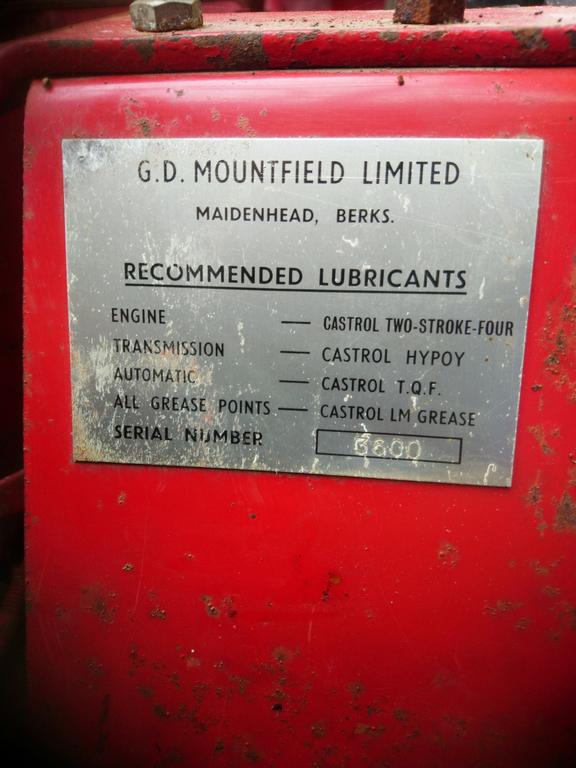 G.D. MOUNTFIELD LIMITED
MAIDENHEAD, BERKS.
RECOMMENDED LUBRICANTS
ENGINE — CASTROL TWO-STROKE-FOUR
TRANSMISSION — CASTROL HYPOY
AUTOMATIC — CASTROL T.Q.F.
ALL GREASE POINTS — CASTROL LM GREASE
SERIAL NUMBER